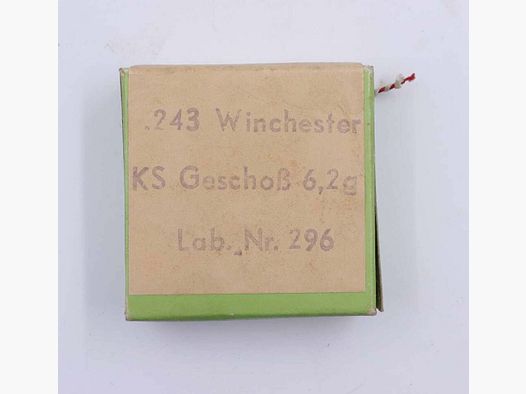 .243 Winchester
KS Geschoß 6,2g
Lab. Nr. 296